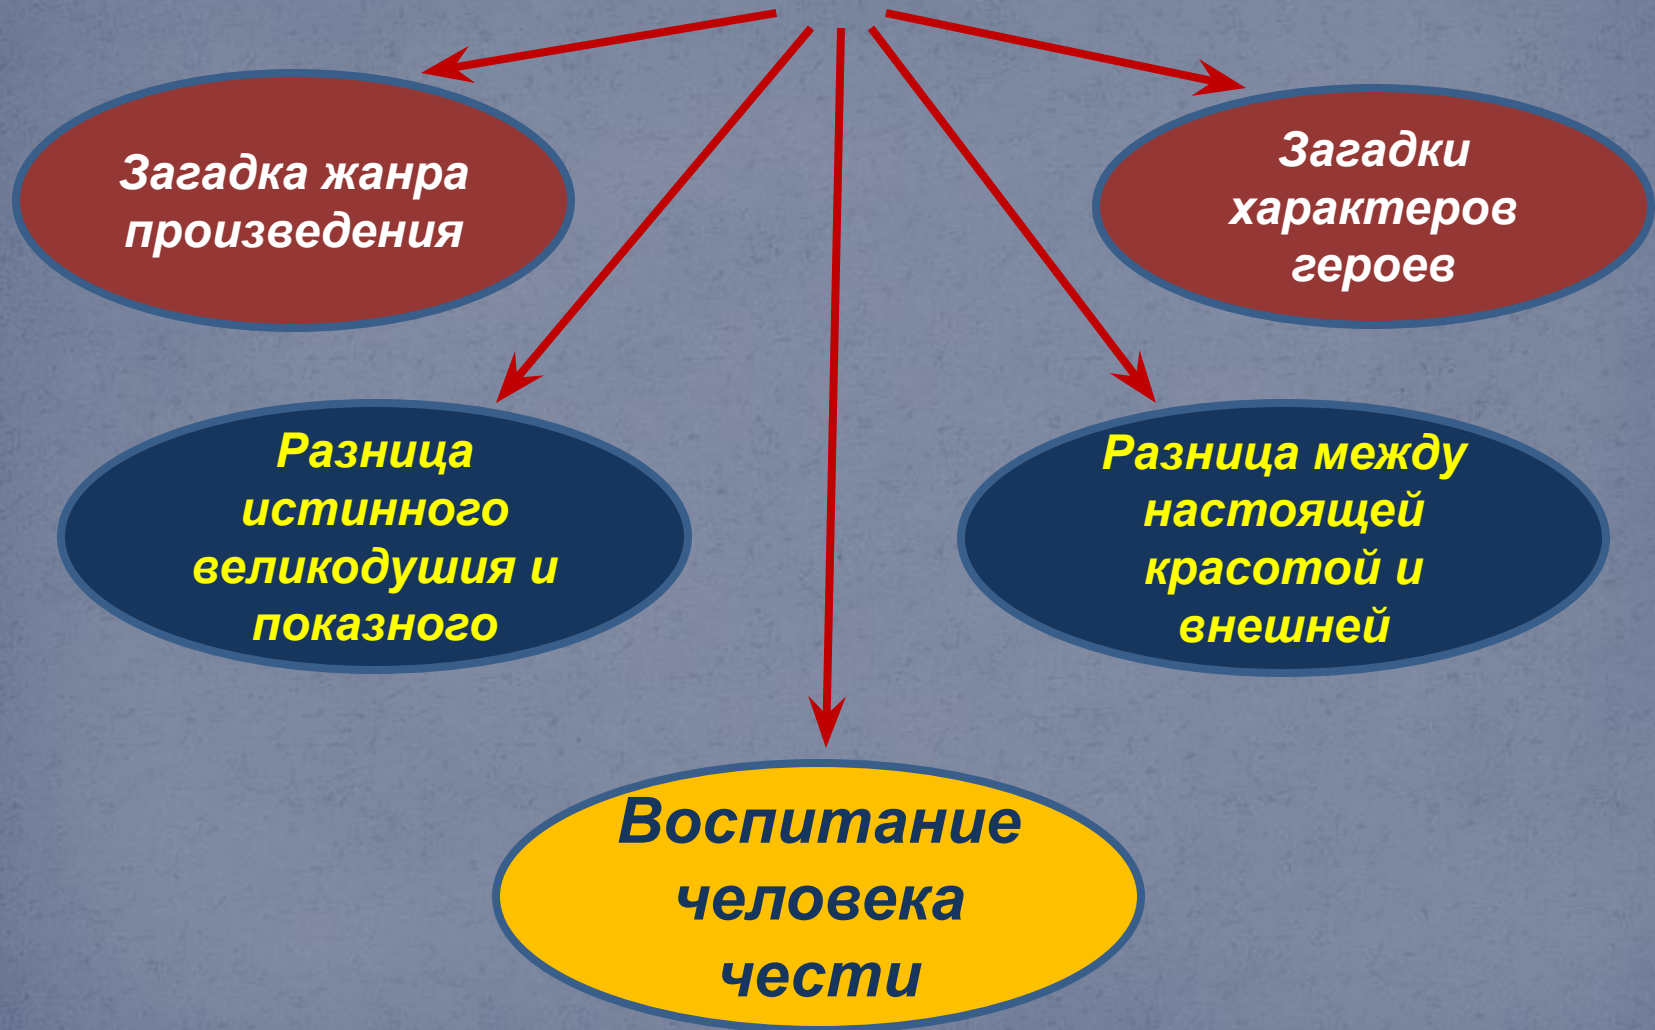 Загадка жанра
произведения
Загадки
характеров
героев
Разница
истинного
великодушия и
показного
Разница между
настоящей
красотой и
внешней
Воспитание
человека
чести